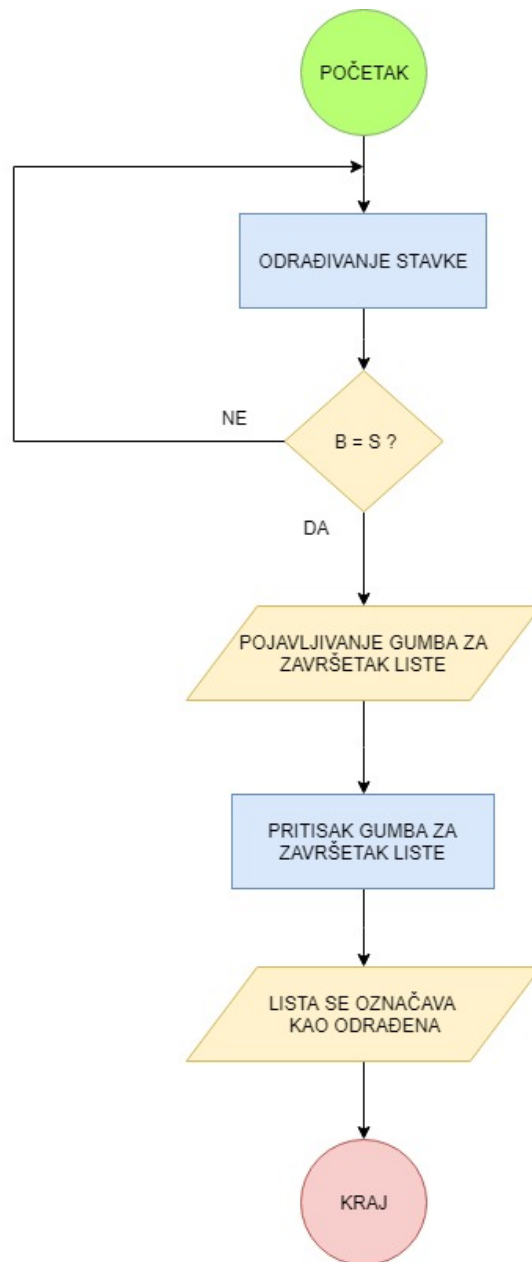 POČETAK
ODRAĐIVANJE STAVKE
NE
B = S ?
DA
POJAVLJIVANJE GUMBA ZA
ZAVRŠETAK LISTE
PRITISAK GUMBA ZA
ZAVRŠETAK LISTE
LISTA SE OZNAČAVA
KAO ODRAĐENA
KRAJ